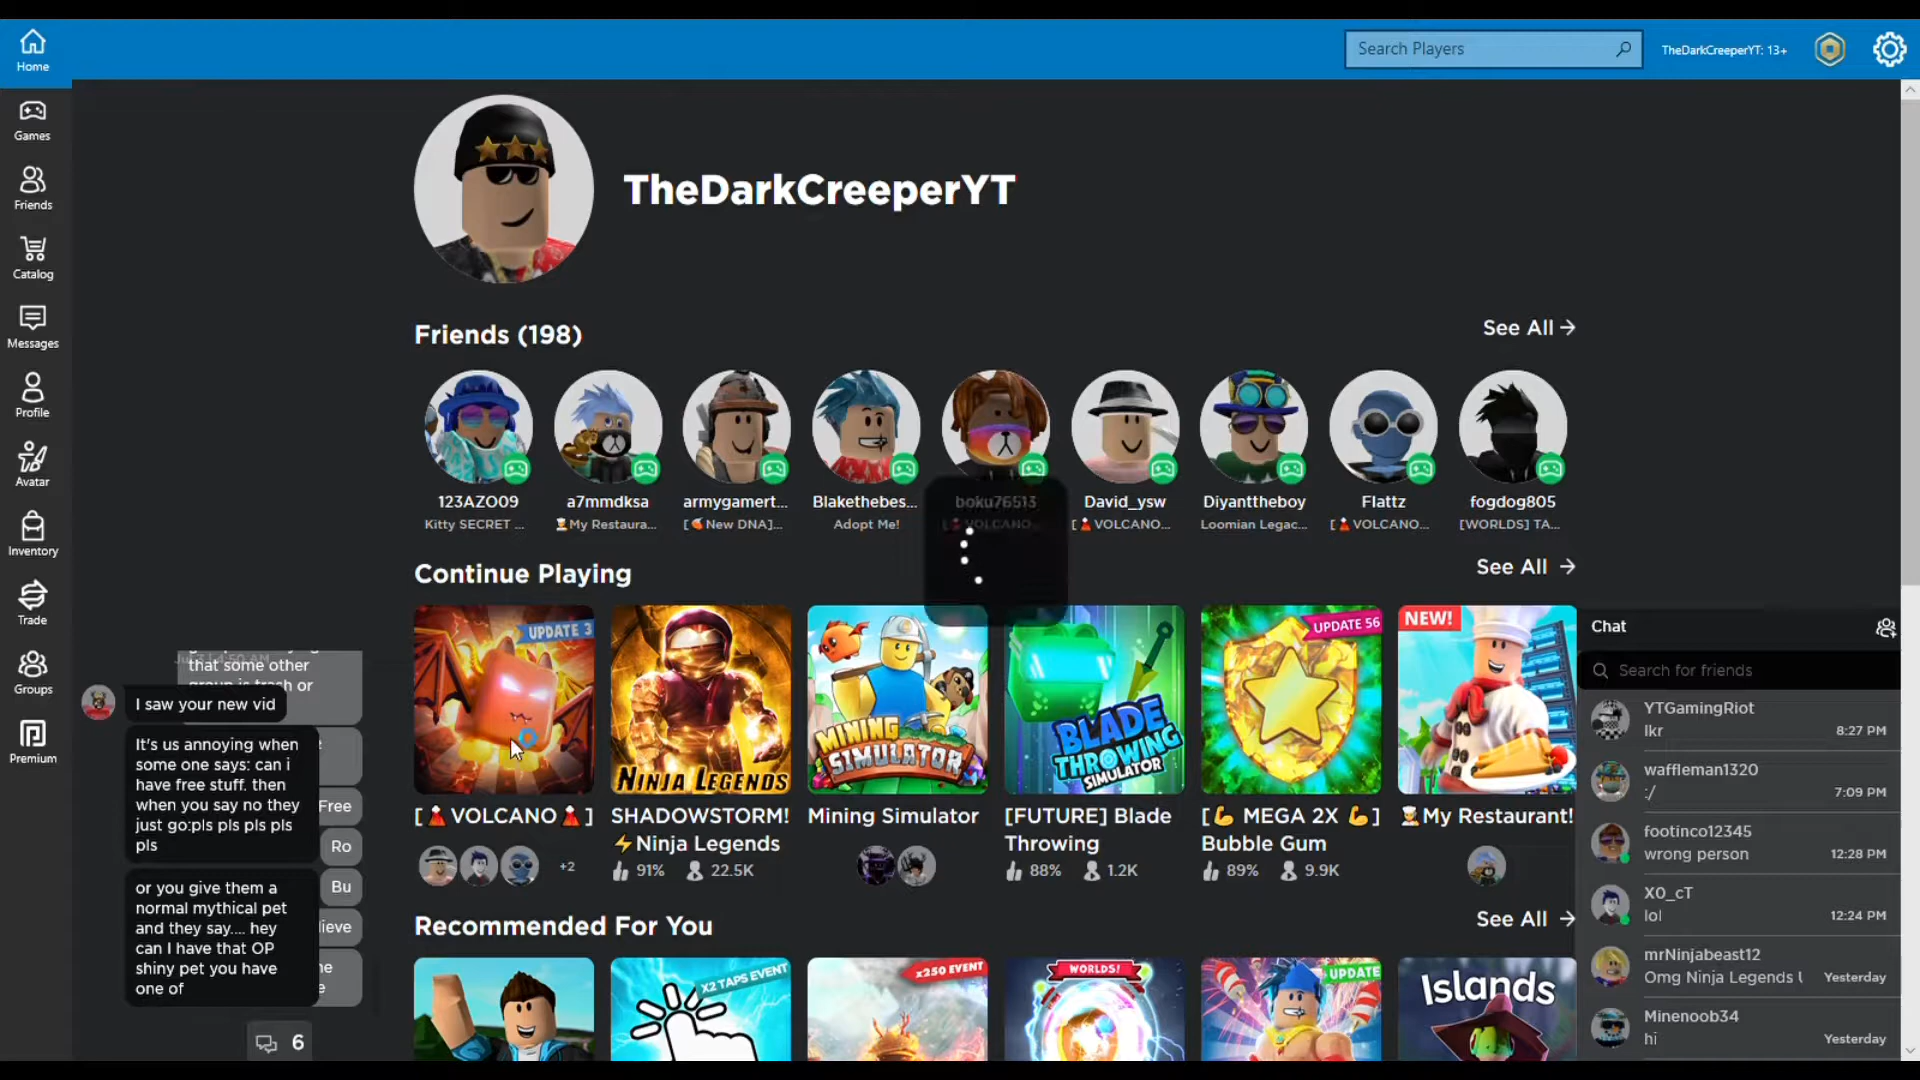 Home
Search Players
TheDarkCreeperYT: 13+
Games
Friends
Catalog
Messages
Profile
Avatar
Inventory
Trade
Groups
Premium
TheDarkCreeperYT
Friends (198)
See All
123AZO09
a7mmdksa
armygamert...
Blakethebes...
boku76513
David_ysw
Diyanttheboy
Flattz
fogdog805
Kitty SECRET ...
My Restaura...
[ New DNA]...
Adopt Me!
[ VOLCANO...
[ VOLCANO...
Loomian Legac...
[ VOLCANO...
[WORLDS] TA...
Continue Playing
See All
UPDATE 3
NINJA LEGENDS
MINING SIMULATOR
BLADE THROWING SIMULATOR
UPDATE 56
NEW!
[ VOLCANO ]
+2
SHADOWSTORM!
Ninja Legends
91% 22.5K
Mining Simulator
[FUTURE] Blade
Throwing
88% 1.2K
[ MEGA 2X ]
Bubble Gum
89% 9.9K
My Restaurant!
Recommended For You
See All
X2 TAPS EVENT
x250 EVENT
WORLDS!
UPDATE
Islands
that some other
group is trash or
I saw your new vid
It's us annoying when
some one says: can i
have free stuff. then
when you say no they
just go:pls pls pls pls
pls
Free
Ro
or you give them a
normal mythical pet
and they say.... hey
can I have that OP
shiny pet you have
one of
Bu
lieve
ne
e
6
Chat
Search for friends
YTGamingRiot
Ikr
8:27 PM
waffleman1320
:/
7:09 PM
footinco12345
wrong person
12:28 PM
X0_cT
lol
12:24 PM
mrNinjabeast12
Omg Ninja Legends U
Yesterday
Minenoob34
hi
Yesterday